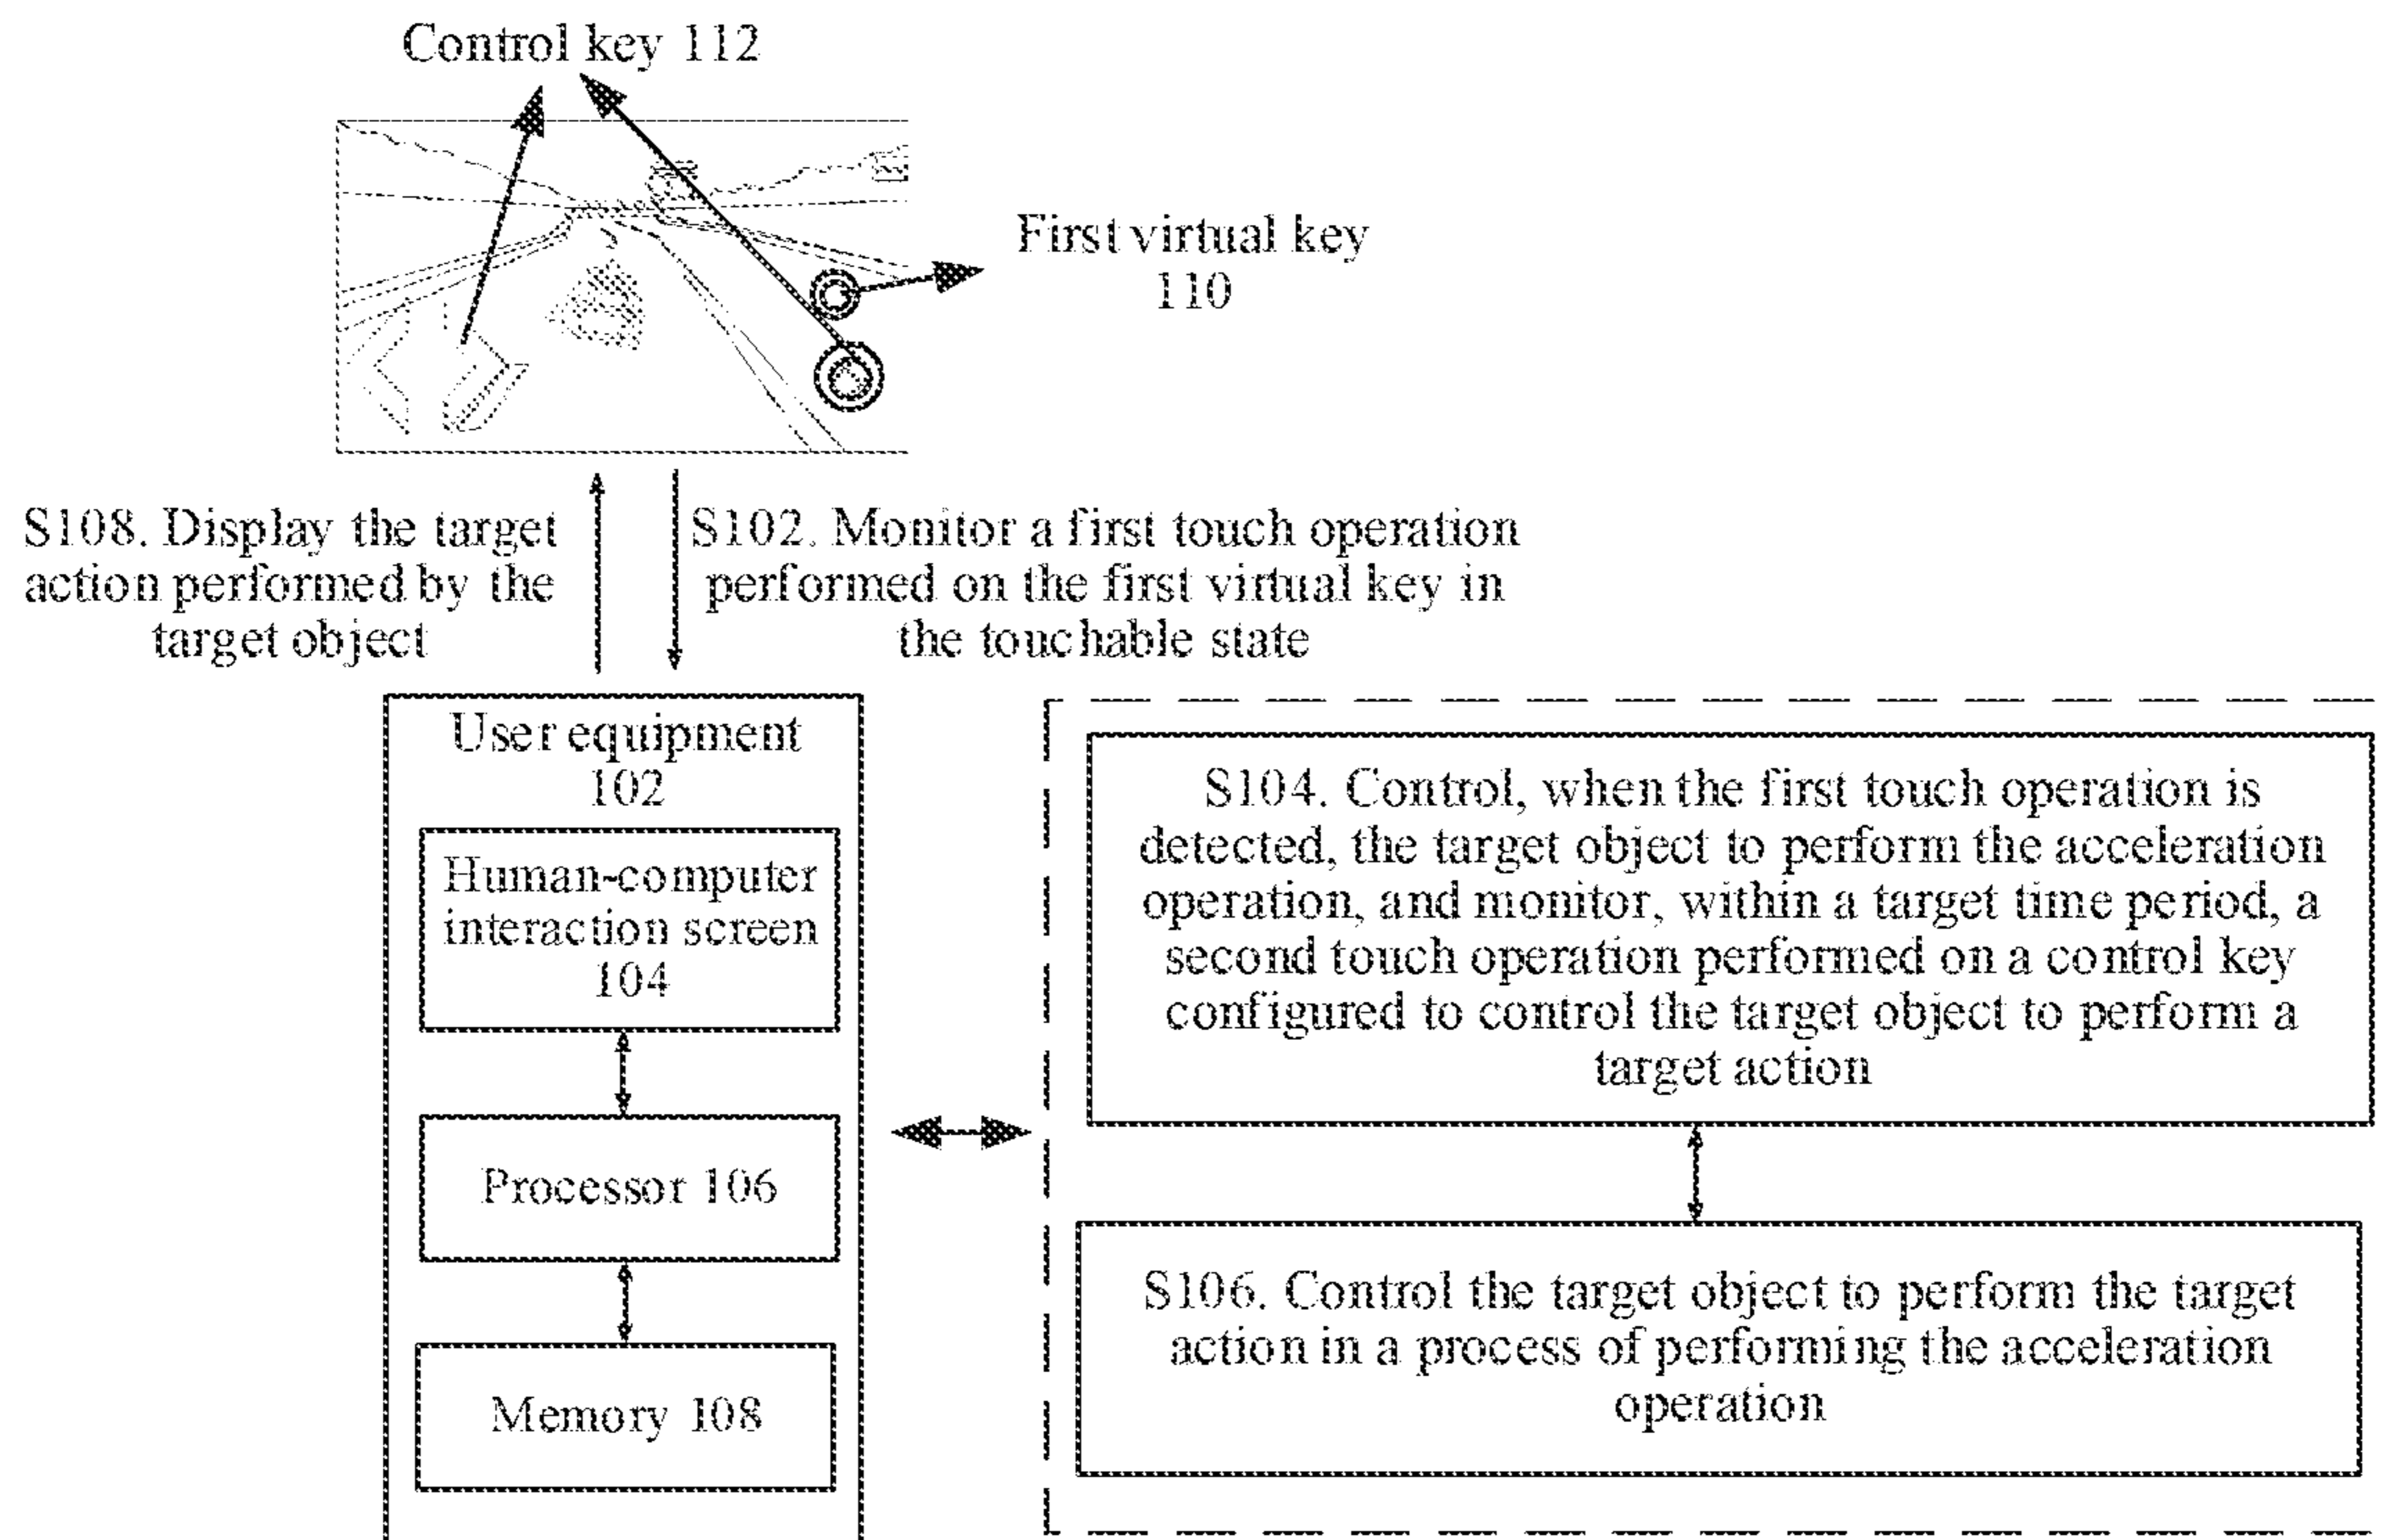 Control key 112
First virtual key
110
S108. Display the target
action performed by the
target object
S102. Monitor a first touch operation
performed on the first virtual key in
the touchable state
User equipment
102
Human-computer
interaction screen
104
Processor 106
Memory 108
S104. Control, when the first touch operation is
detected, the target object to perform the acceleration
operation, and monitor, within a target time period, a
second touch operation performed on a control key
configured to control the target object to perform a
target action
S106. Control the target object to perform the target
action in a process of performing the acceleration
operation